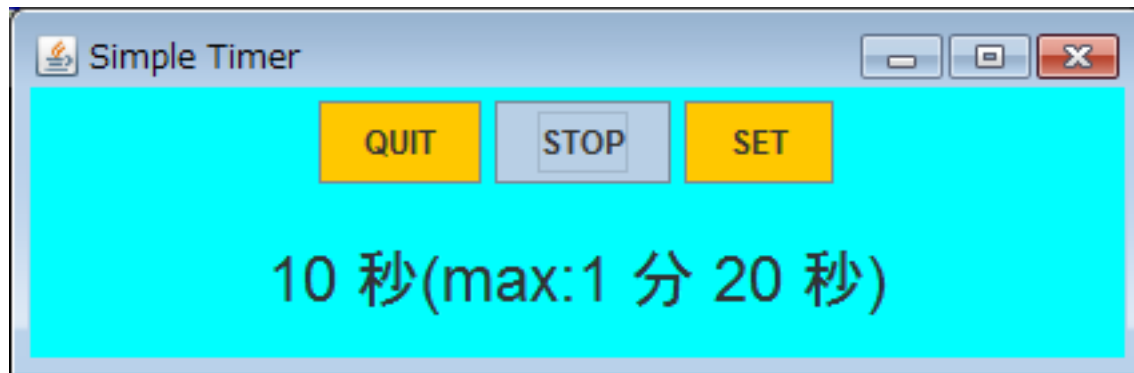 Simple Timer
QUIT STOP SET
10 秒(max:1 分 20 秒)